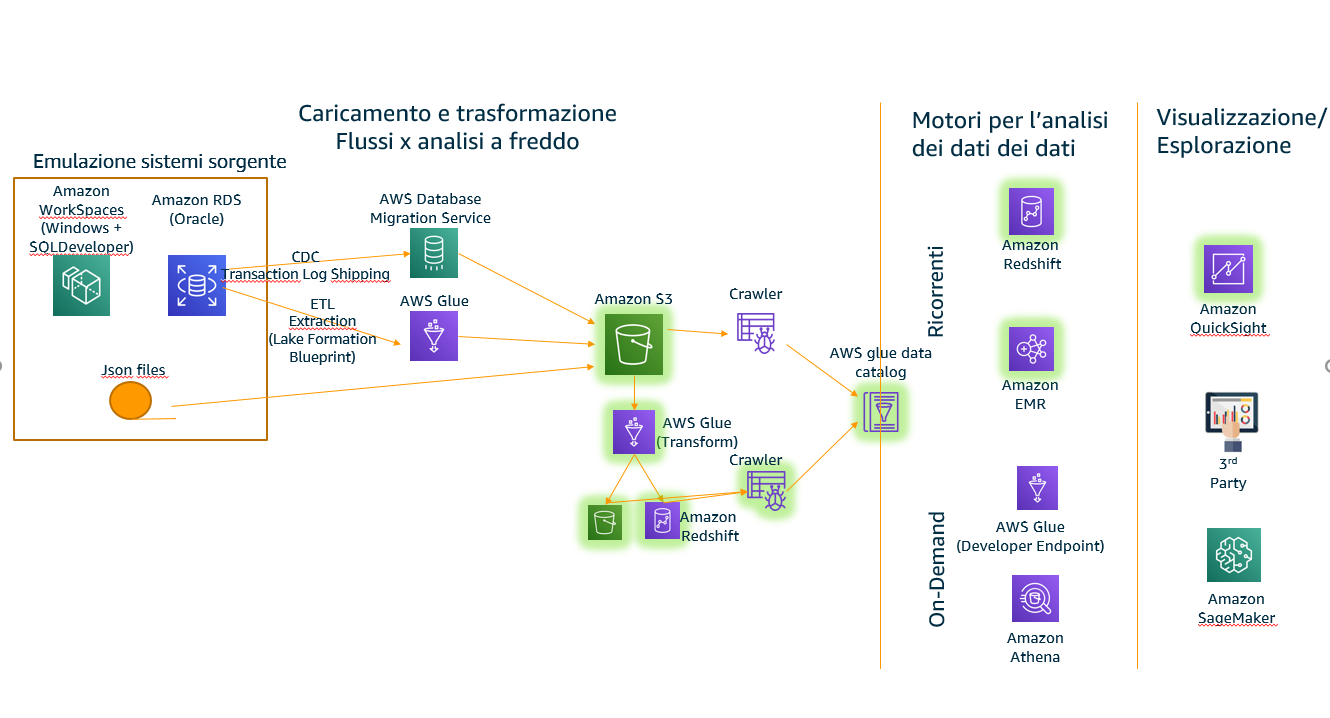 Caricamento e trasformazione
Flussi x analisi a freddo
Motori per l’analisi
dei dati dei dati
Visualizzazione/
Esplorazione
Emulazione sistemi sorgente
Amazon
WorkSpaces
(Windows +
SQLDeveloper)
Amazon RDS
(Oracle)
Json files
CDC
Transaction Log Shipping
ETL
Extraction
(Lake Formation
Blueprint)
AWS Database
Migration Service
AWS Glue
Amazon S3
Crawler
AWS glue data
catalog
AWS Glue
(Transform)
Crawler
Amazon
Redshift
Ricorrenti
Amazon
Redshift
Amazon
EMR
On-Demand
AWS Glue
(Developer Endpoint)
Amazon
Athena
Amazon
QuickSight
3rd
Party
Amazon
SageMaker